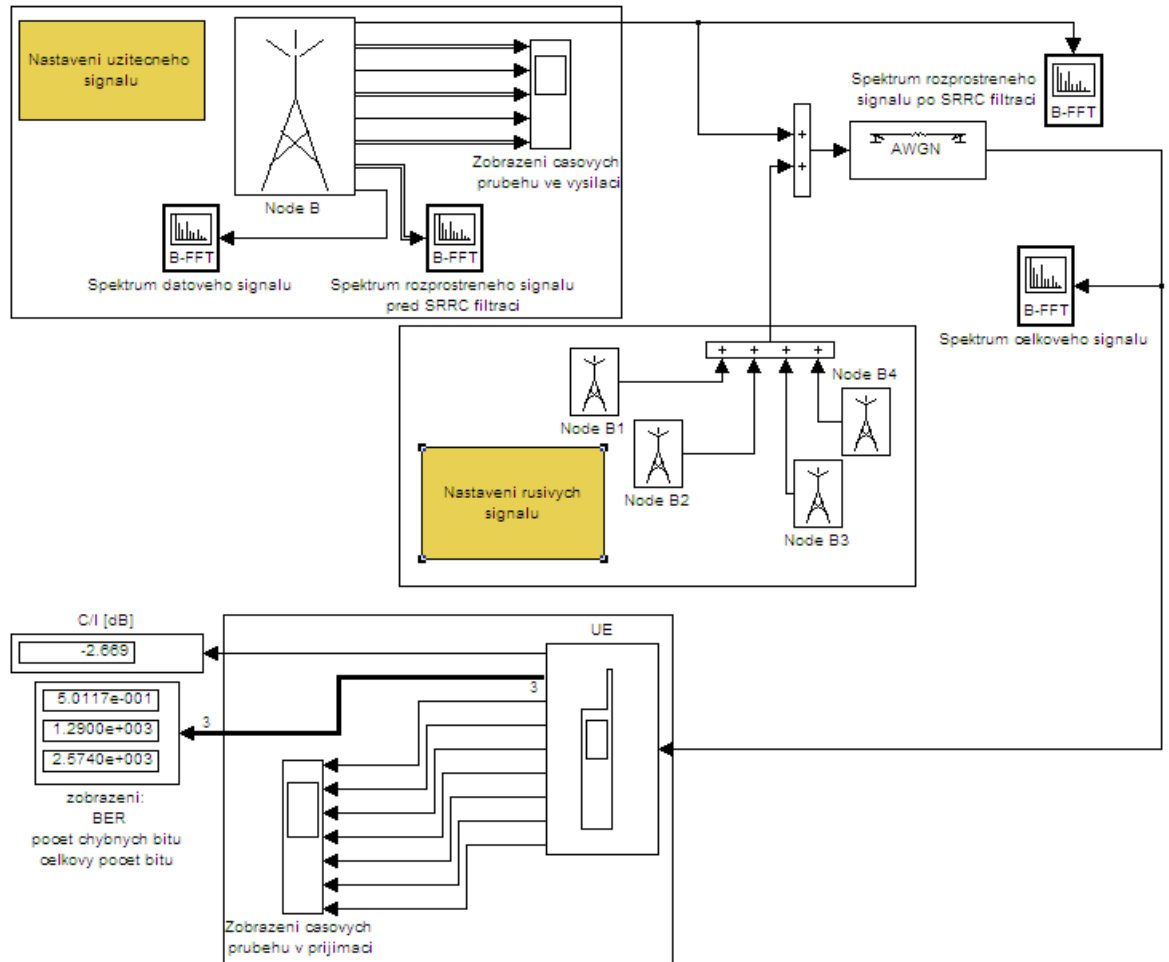 Nastaveni uzitecneho
signalu
Node B
Zobrazeni casovych
prubehu ve vysilaci
B-FFT
Spektrum datoveho signalu
B-FFT
Spektrum rozprostreneho signalu
pred SRRC filtraci
Spektrum rozprostreneho
signalu po SRRC filtraci
B-FFT
+
+
AWGN
B-FFT
Spektrum celkoveho signalu
+ + + +
Node B1
Node B2
Node B3
Node B4
Nastaveni rusivych
signalu
C/I [dB]
-2.669
UE
3
3
5.0117e-001
1.2900e+003
2.5740e+003
zobrazeni:
BER
pocet chybnych bitu
celkovy pocet bitu
Zobrazeni casovych
prubehu v prijimaci